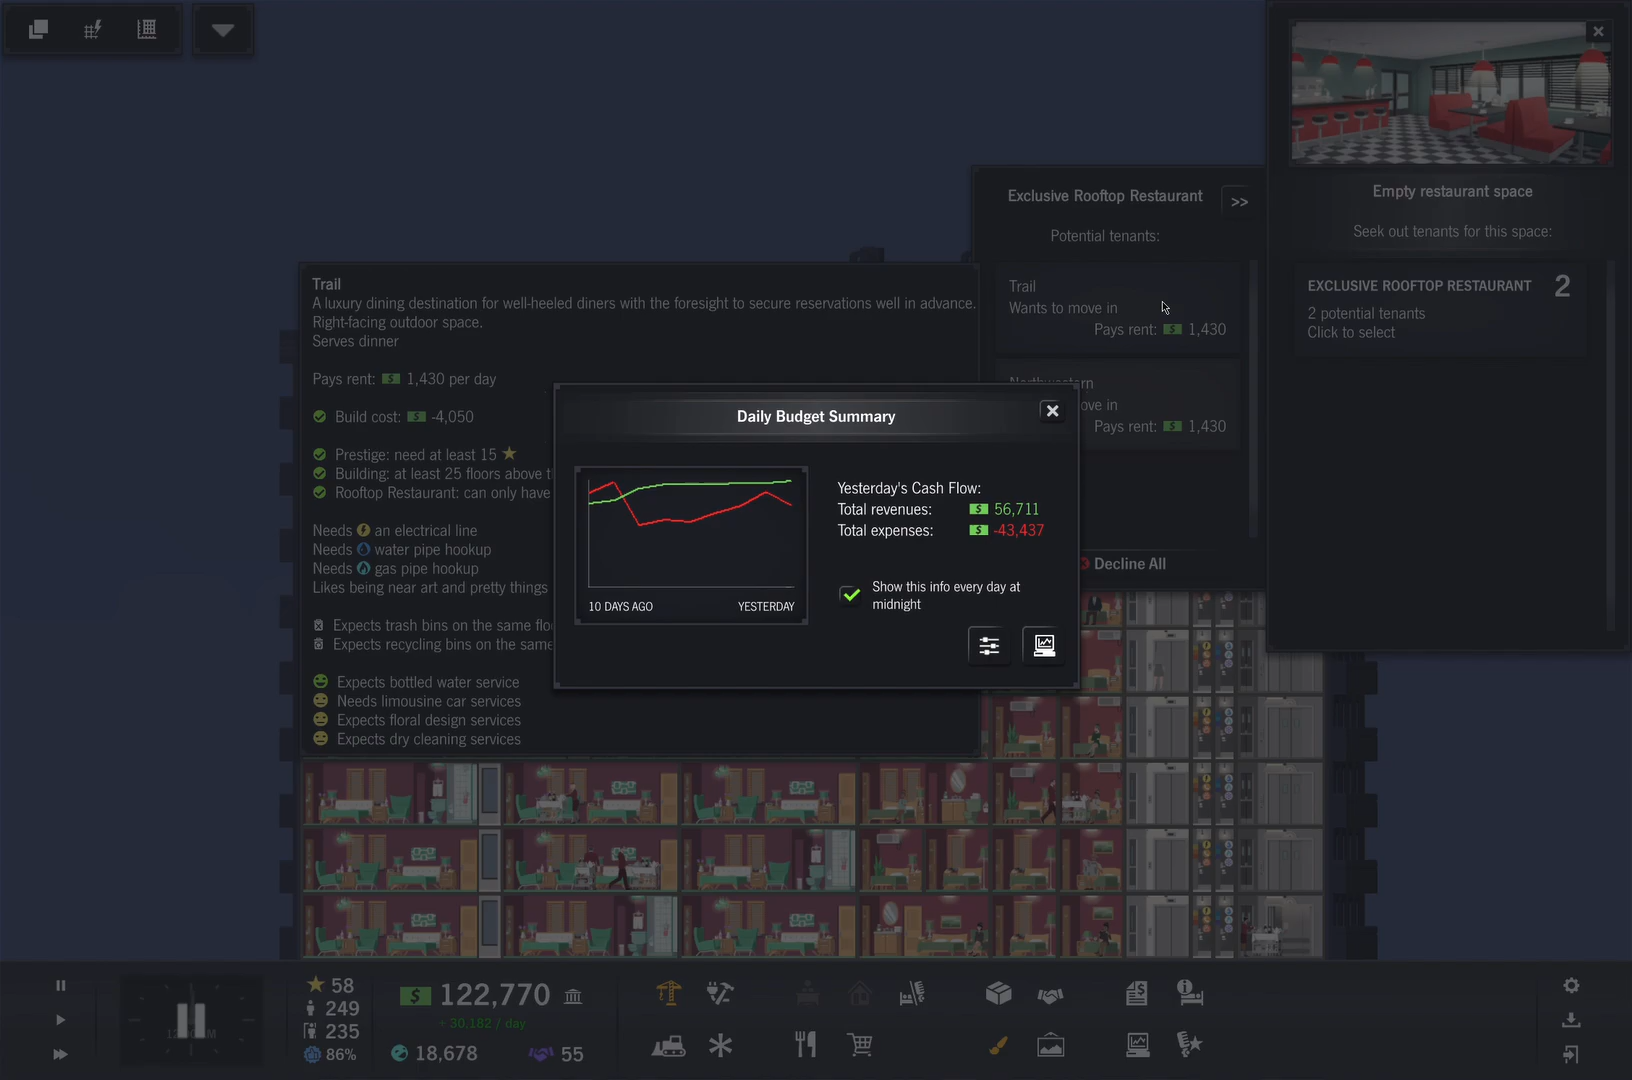 Exclusive Rooftop Restaurant
>>
Potential tenants:
Trail
Wants to move in
Pays rent: $ 1,430
ove in
Pays rent: $ 1,430
Decline All
Empty restaurant space
Seek out tenants for this space:
EXCLUSIVE ROOFTOP RESTAURANT 2
2 potential tenants
Click to select
Trail
A luxury dining destination for well-heeled diners with the foresight to secure reservations well in advance.
Right-facing outdoor space.
Serves dinner
Pays rent: $ 1,430 per day
Build cost: $ -4,050
Prestige: need at least 15
Building: at least 25 floors above
Rooftop Restaurant: can only have
Needs an electrical line
Needs water pipe hookup
Needs gas pipe hookup
Likes being near art and pretty things
Expects trash bins on the same flo
Expects recycling bins on the same
Expects bottled water service
Needs limousine car services
Expects floral design services
Expects dry cleaning services
Daily Budget Summary
10 DAYS AGO YESTERDAY
Yesterday's Cash Flow:
Total revenues: $ 56,711
Total expenses: $ -43,437
Show this info every day at
midnight
58
249
235
86%
$ 122,770
+ 30,182 / day
18,678
55